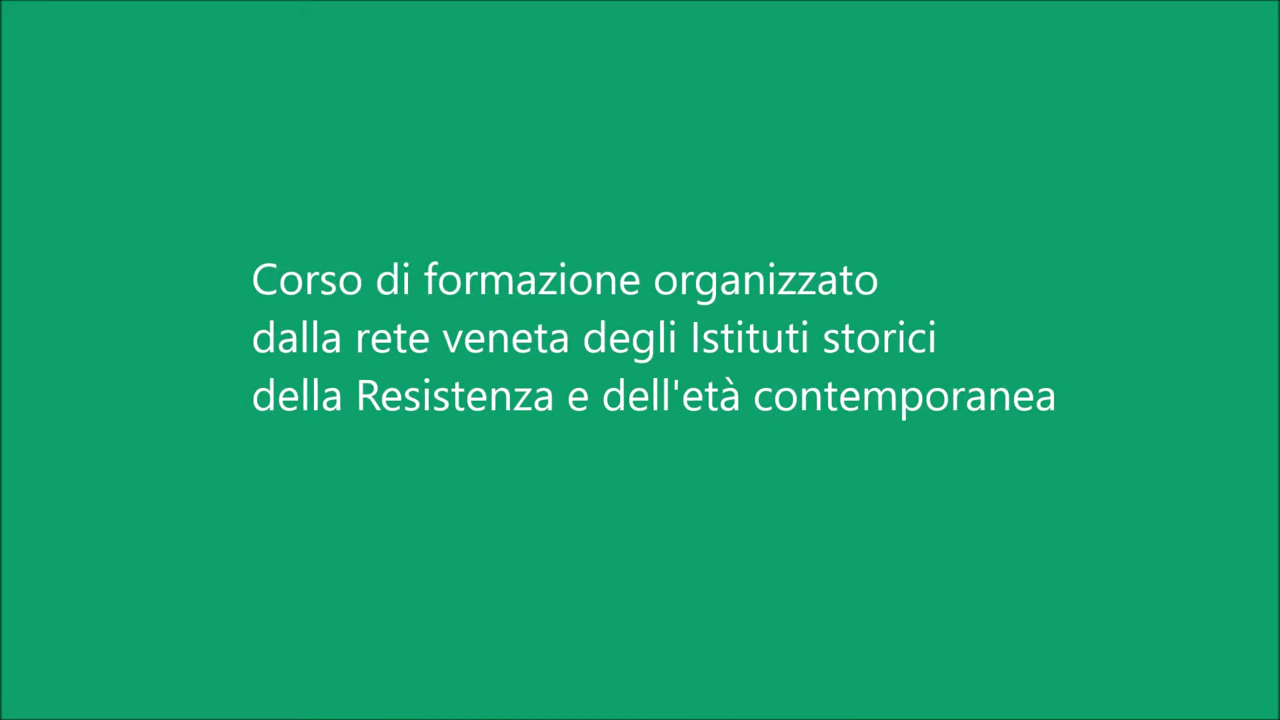 Corso di formazione organizzato
dalla rete veneta degli Istituti storici
della Resistenza e dell'età contemporanea